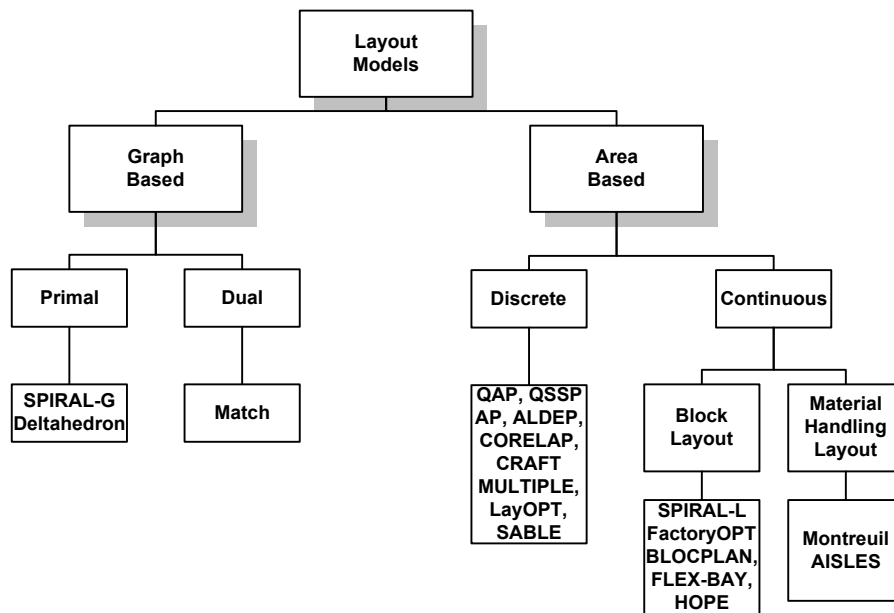 Layout
Models
Graph
Based
Area
Based
Primal
Dual
Discrete
Continuous
SPIRAL-G
Deltahedron
Match
QAP, QSSP
AP, ALDEP,
CORELAP,
CRAFT
MULTIPLE,
LayOPT,
SABLE
Block
Layout
Material
Handling
Layout
SPIRAL-L
FactoryOPT
BLOCPLAN,
FLEX-BAY,
HOPE
Montreuil
AISLES